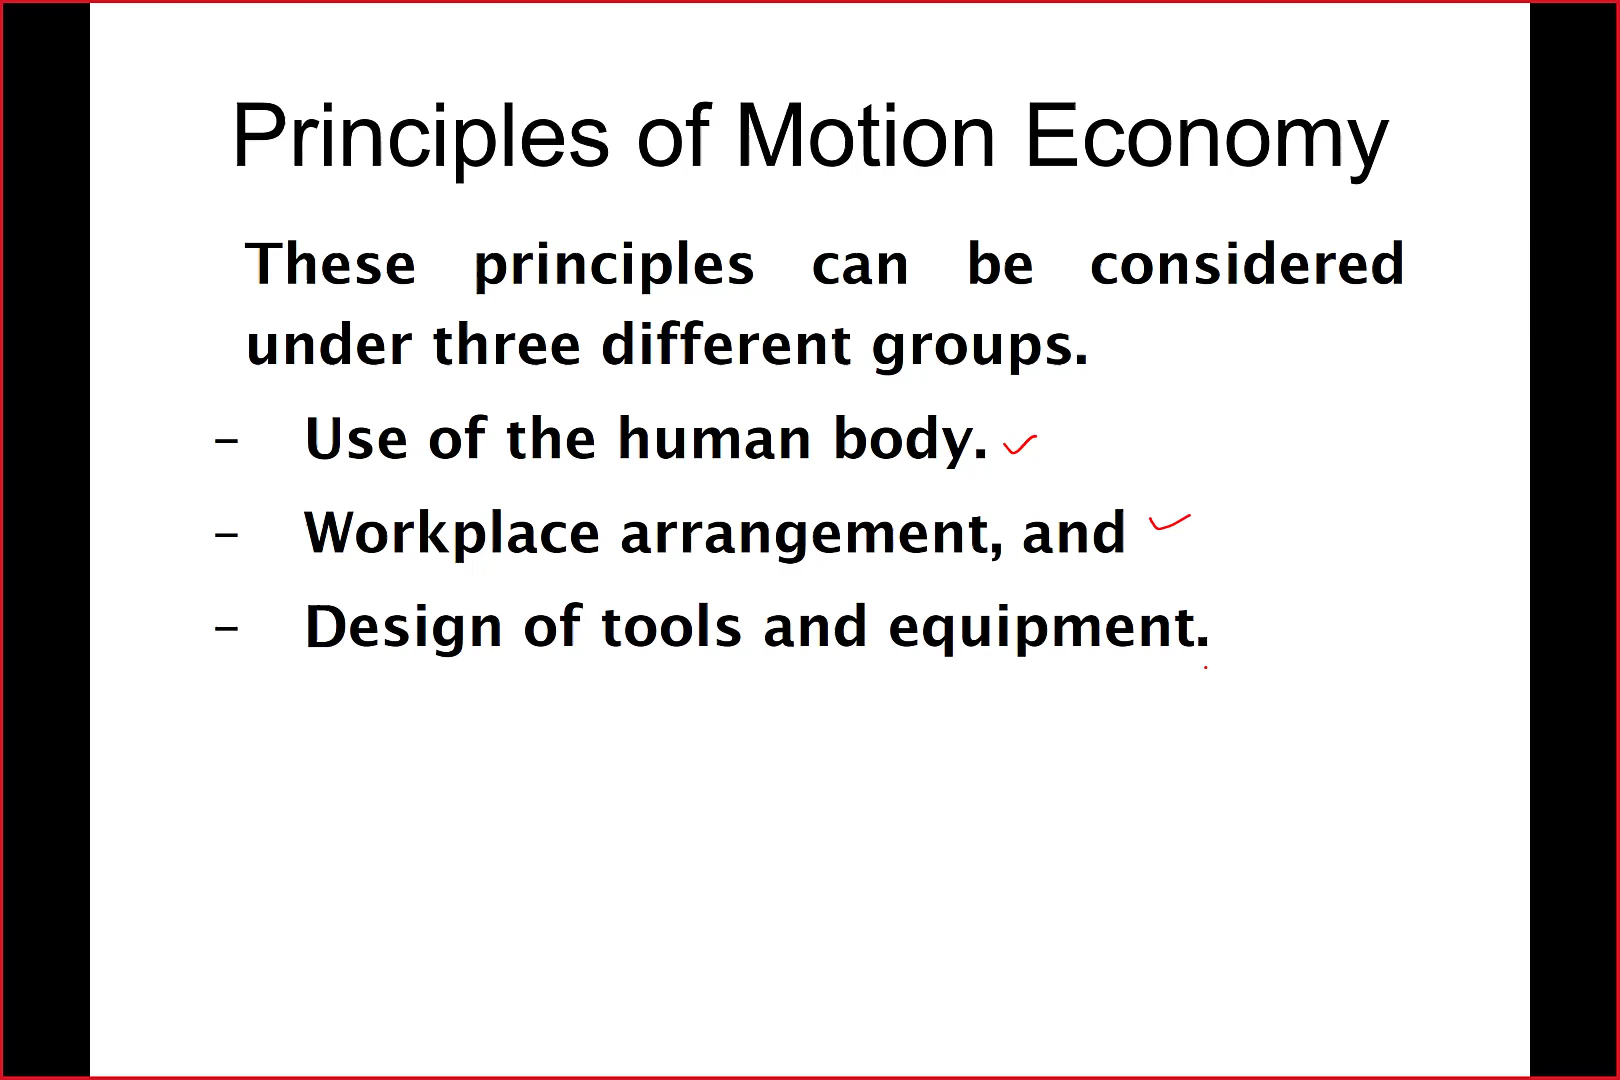 Principles of Motion Economy
These principles can be considered
under three different groups.
– Use of the human body.
– Workplace arrangement, and
– Design of tools and equipment.